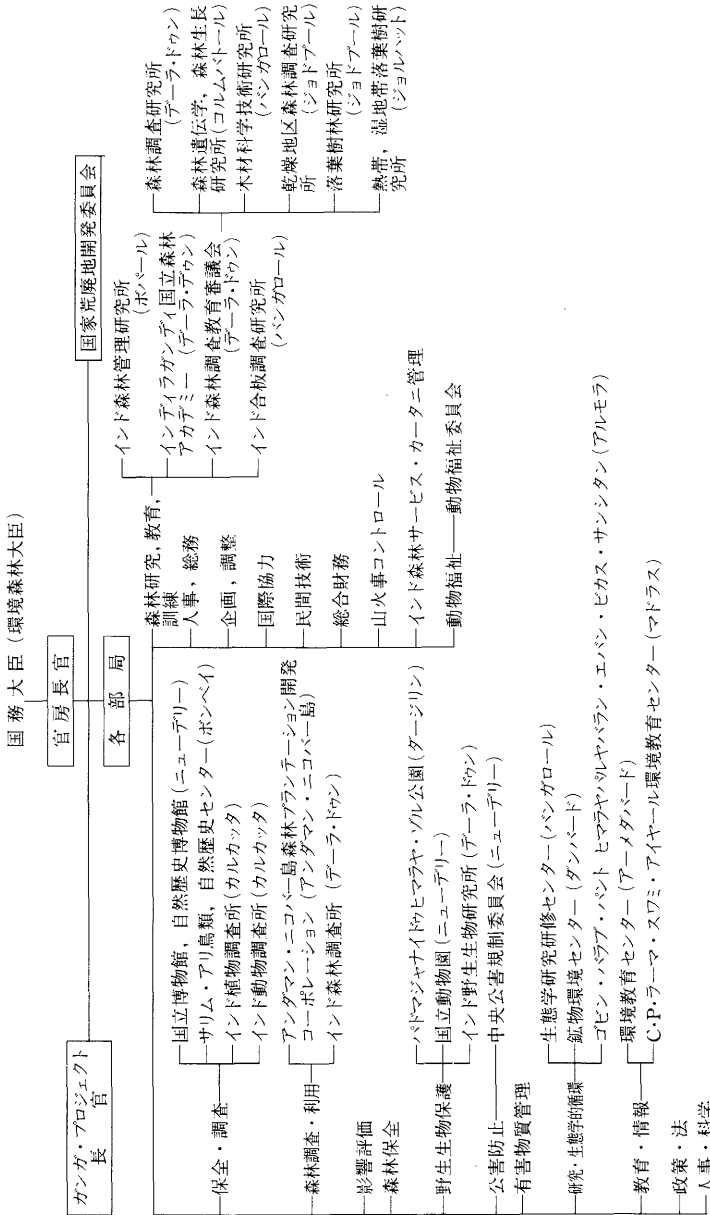 国務大臣 (環境森林大臣)
官房長官
各部局
ガンガ・プロジェクト
長官
国家荒廃地開発委員会
保全・調査
国立博物館，自然歴史博物館 (ニューデリー)
サリム・アリ鳥類，自然歴史センター (ボンベイ)
インド植物調査所 (カルカッタ)
インド動物調査所 (カルカッタ)
森林調査・利用
アンダマン・ニコバー島森林プランテーション開発
コーポレーション (アンダマン・ニコバー島)
インド森林調査所 (デーラ・ドゥン)
影響評価
森林保全
野生生物保護
パドマジャナイドゥヒマラヤ・ゾル公園 (ダージリン)
国立動物園 (ニューデリー)
インド野生生物研究所 (デーラ・ドゥン)
公害防止
中央公害規制委員会 (ニューデリー)
有害物質管理
研究・生態学的循環
生態学研究研修センター (バンガロール)
鉱物環境センター (ダンバード)
ゴビン・バラブ・パント ヒマラヤパルヤバラン・エバン・ビカス・サンシタン (アルモラ)
教育・情報
環境教育センター (アーメダバード)
C・P・ラーマ・スワミ・アイヤール環境教育センター (マドラス)
政策・法
人事・科学
森林研究，教育，
訓練
人事，総務
企画，調整
国際協力
民間技術
総合財務
山火事コントロール
インド森林サービス・カータニ管理
動物福祉
動物福祉委員会
インド森林管理研究所
(ボパール)
インディラガンディ国立森林
アカデミー (デーラ・デゥン)
インド森林調査教育審議会
(デーラ・ドゥン)
インド合板調査研究所
(バンガロール)
森林調査研究所
(デーラ・ドゥン)
森林遺伝学，森林生長
研究所 (コルムバトール)
木材科学技術研究所
(バンガロール)
乾燥地区森林調査研究
所 (ジョドプール)
落葉樹林研究所
(ジョドプール)
熱帯，湿地帯落葉樹研
究所 (ジョルハット)